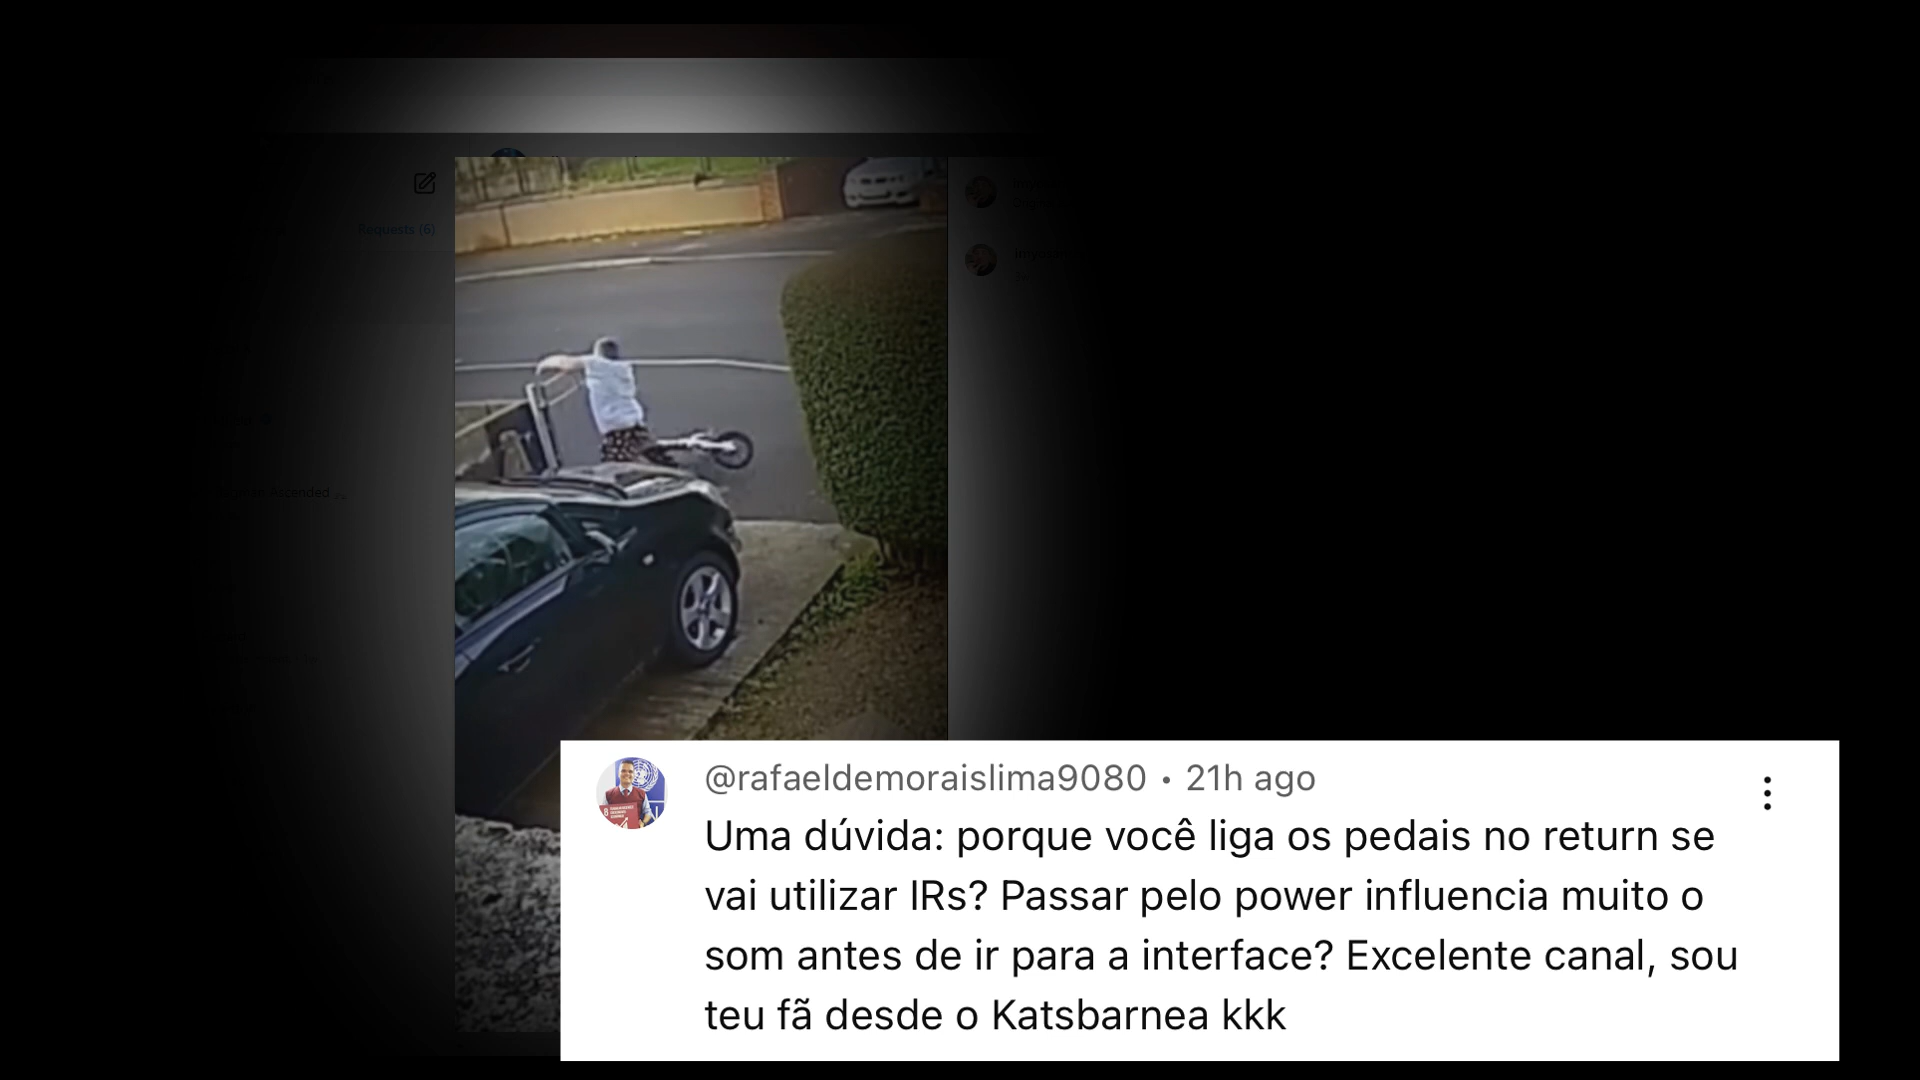 Requests (6)
Ascended
@rafaeldemoraislima9080 • 21h ago
Uma dúvida: porque você liga os pedais no return se
vai utilizar IRs? Passar pelo power influencia muito o
som antes de ir para a interface? Excelente canal, sou
teu fã desde o Katsbarnea kkk